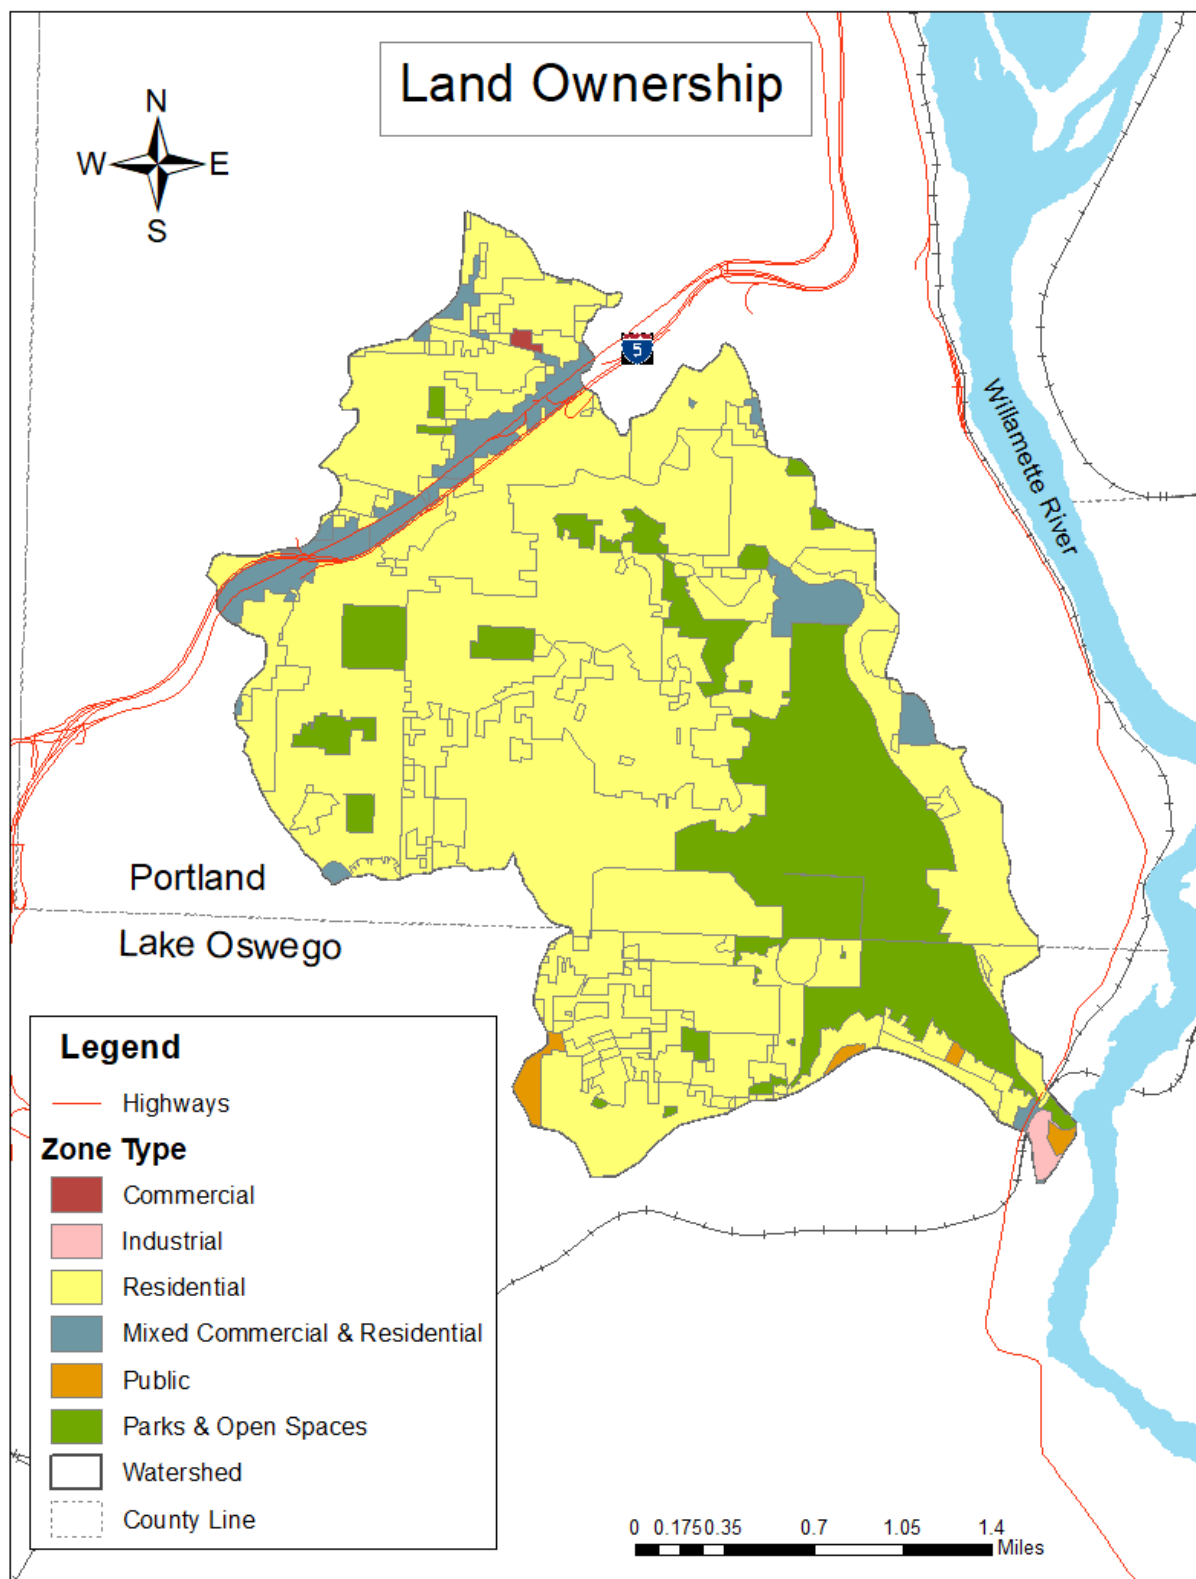 Land Ownership
N
W
E
S
5
Willamette River
Portland
Lake Oswego
Legend
Highways
Zone Type
Commercial
Industrial
Residential
Mixed Commercial & Residential
Public
Parks & Open Spaces
Watershed
County Line
0 0.175 0.35 0.7 1.05 1.4
Miles